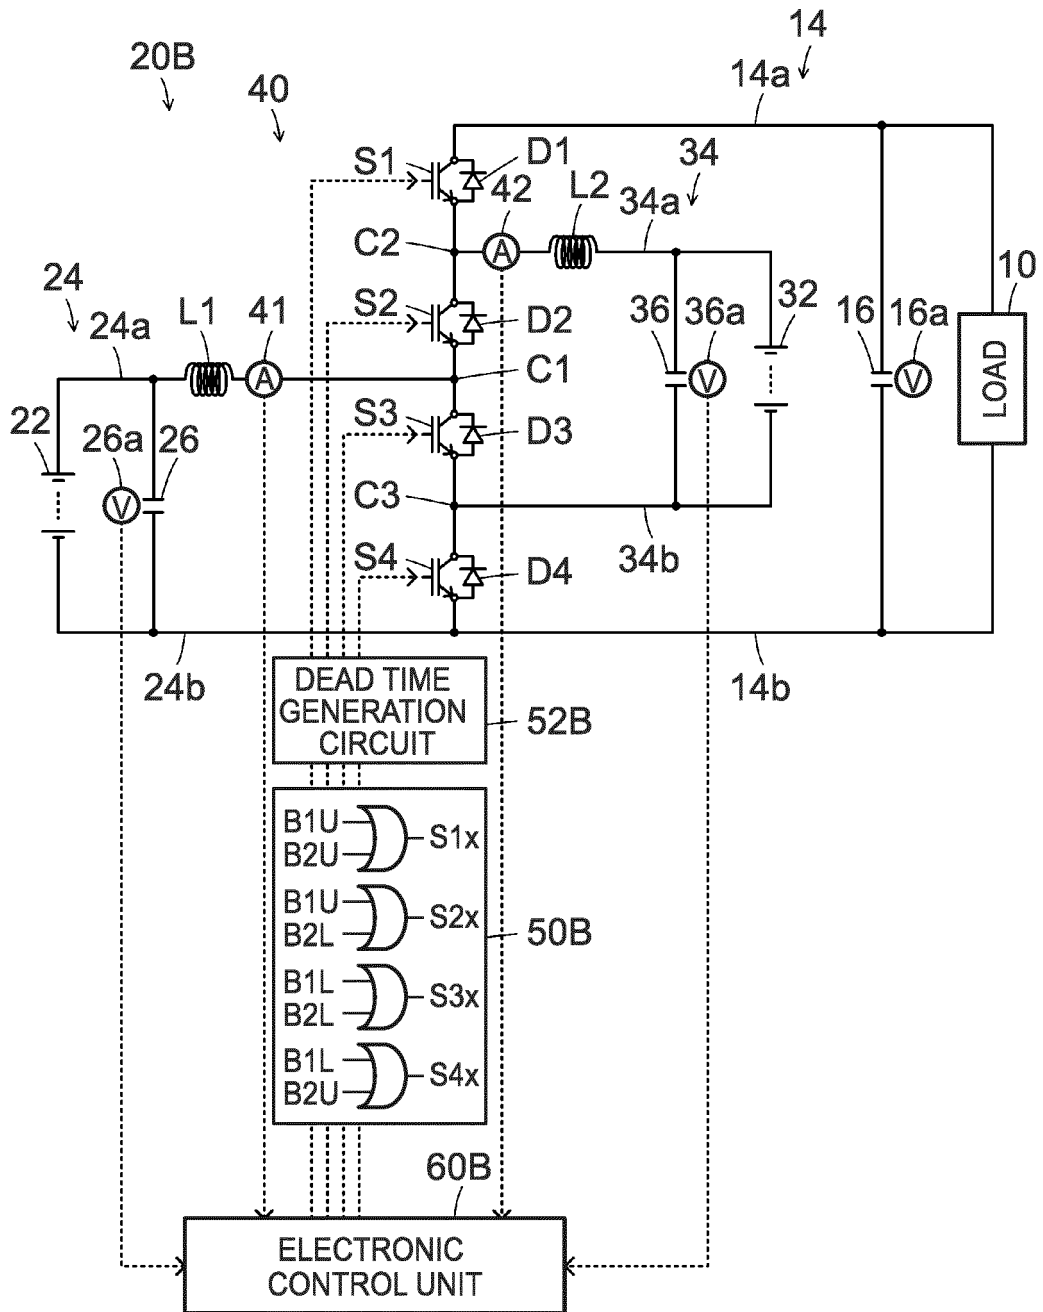 14
20B
14a
40
S1
D1
42
L2
34
34a
C2
10
24
S2
D2
36
36a
32
16
16a
24a
L1
41
A
A
V
V
C1
LOAD
22
26a
26
S3
D3
V
C3
S4
D4
34b
24b
14b
DEAD TIME
GENERATION
CIRCUIT
52B
B1U
B2U
S1x
B1U
B2L
S2x
50B
B1L
B2L
S3x
B1L
B2U
S4x
60B
ELECTRONIC
CONTROL UNIT